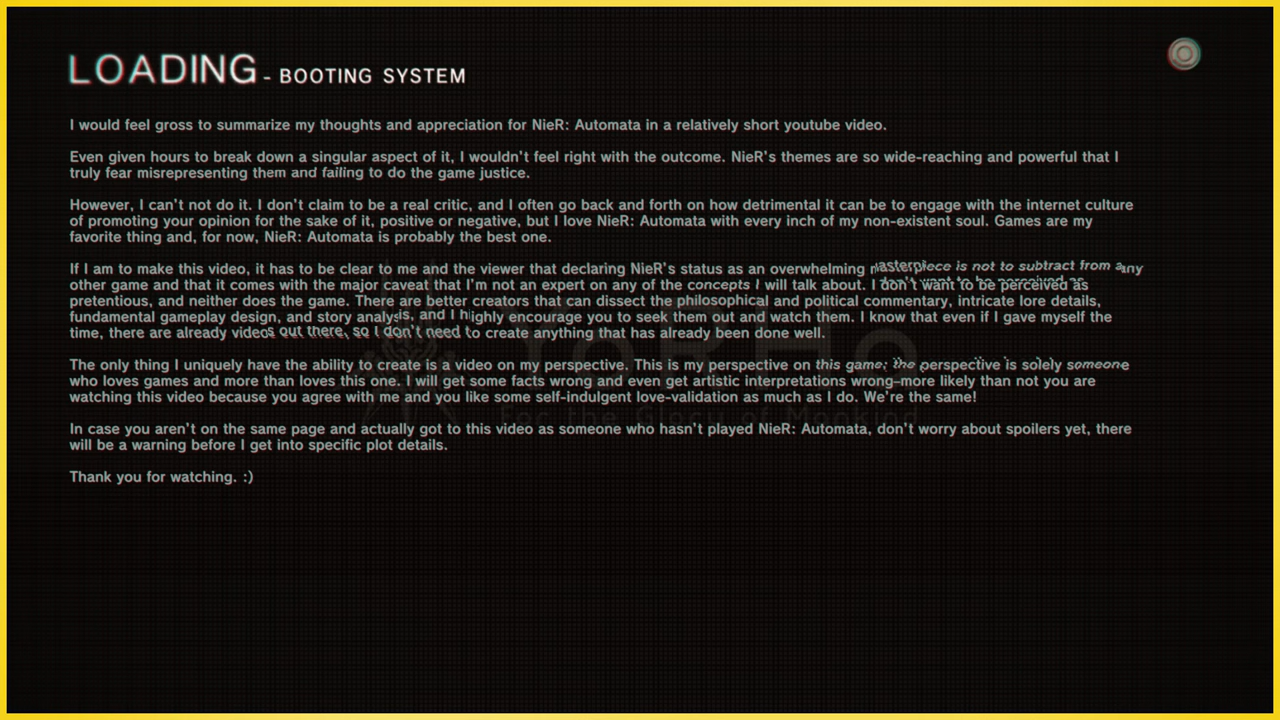 LOADING - BOOTING SYSTEM
I would feel gross to summarize my thoughts and appreciation for NieR: Automata in a relatively short youtube video.
Even given hours to break down a singular aspect of it, I wouldn't feel right with the outcome. NieR's themes are so wide-reaching and powerful that I
truly fear misrepresenting them and failing to do the game justice.
However, I can't not do it. I don't claim to be a real critic, and I often go back and forth on how detrimental it can be to engage with the internet culture
of promoting your opinion for the sake of it, positive or negative, but I love NieR: Automata with every inch of my non-existent soul. Games are my
favorite thing and, for now, NieR: Automata is probably the best one.
If I am to make this video, it has to be clear to me and the viewer that declaring NieR's status as an overwhelming masterpiece is not to subtract from any
other game and that it comes with the major caveat that I'm not an expert on any of the concepts I will talk about. I don't want to be perceived as
pretentious, and neither does the game. There are better creators that can dissect the philosophical and political commentary, intricate lore details,
fundamental gameplay design, and story analysis, and I highly encourage you to seek them out and watch them. I know that even if I gave myself the
time, there are already videos out there, so I don't need to create anything that has already been done well.
The only thing I uniquely have the ability to create is a video on my perspective. This is my perspective on this game; the perspective is solely someone
who loves games and more than loves this one. I will get some facts wrong and even get artistic interpretations wrong–more likely than not you are
watching this video because you agree with me and you like some self-indulgent love-validation as much as I do. We're the same!
YoRHa
For the Glory of Mankind
In case you aren't on the same page and actually got to this video as someone who hasn't played NieR: Automata, don't worry about spoilers yet, there
will be a warning before I get into specific plot details.
Thank you for watching. :)